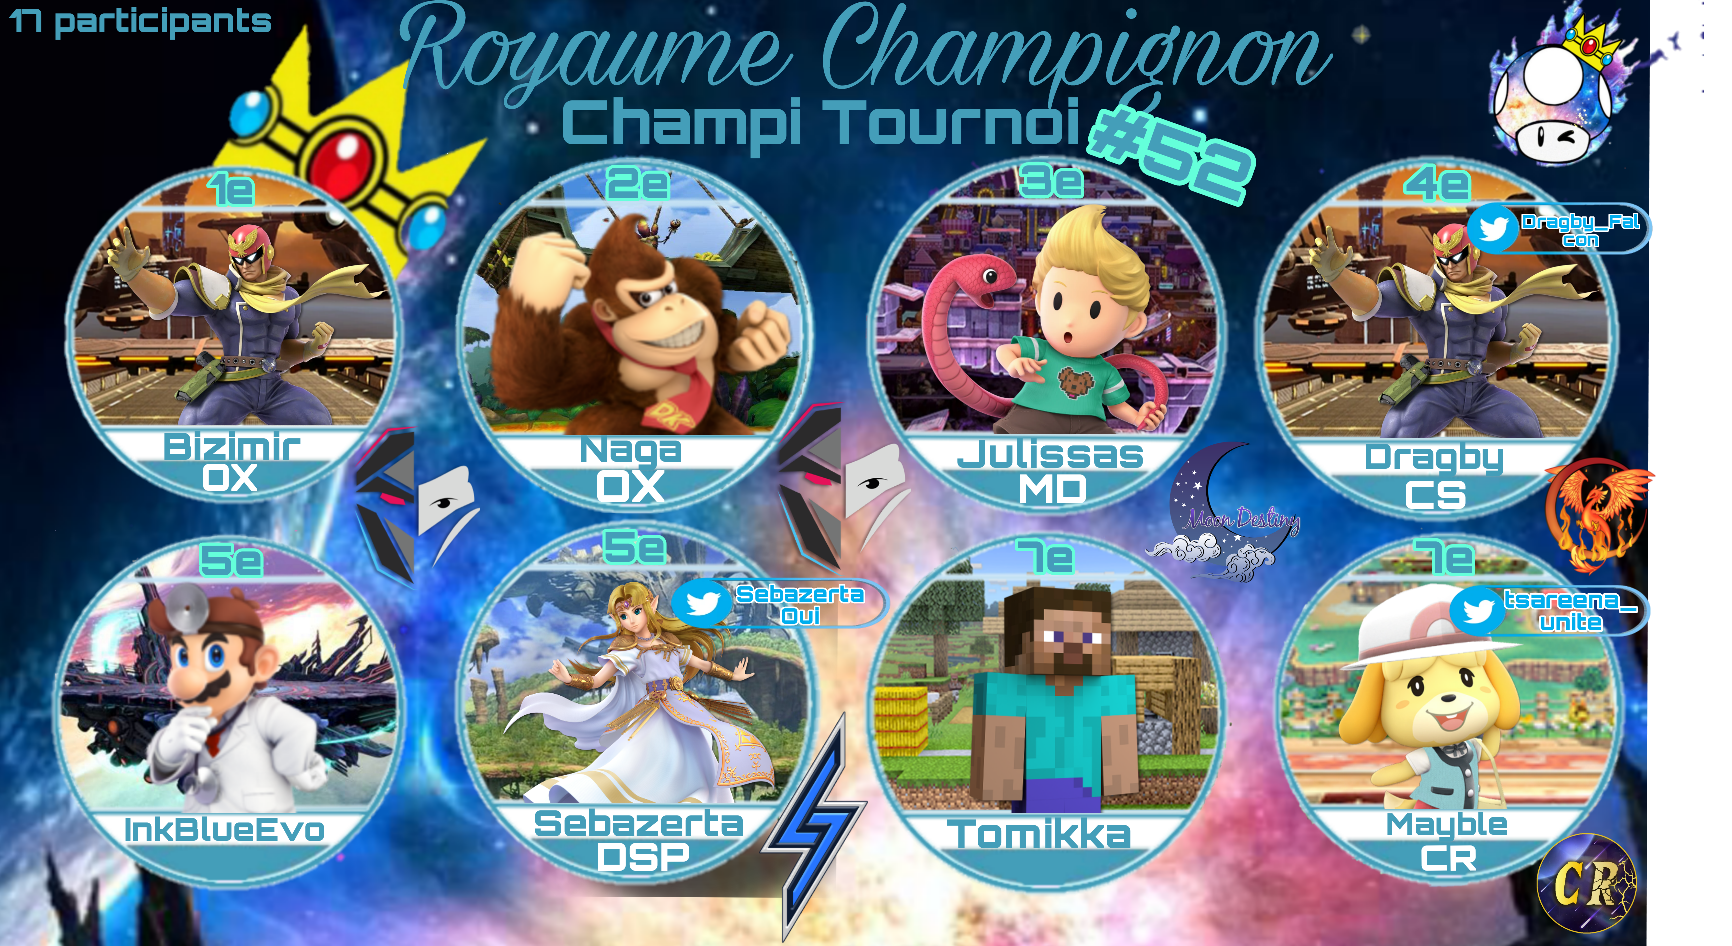 17 participants
Royaume Champignon
Champi Tournoi
#52
1e
Bizimir
OX
2e
DK
Naga
OX
3e
Julissas
MD
Moon Destiny
4e
Dragby_Fal
con
Dragby
CS
5e
InkBlueEvo
5e
Sebazerta
Oui
Sebazerta
DSP
7e
Tomikka
7e
tsareena_
unite
Mayble
CR
CR